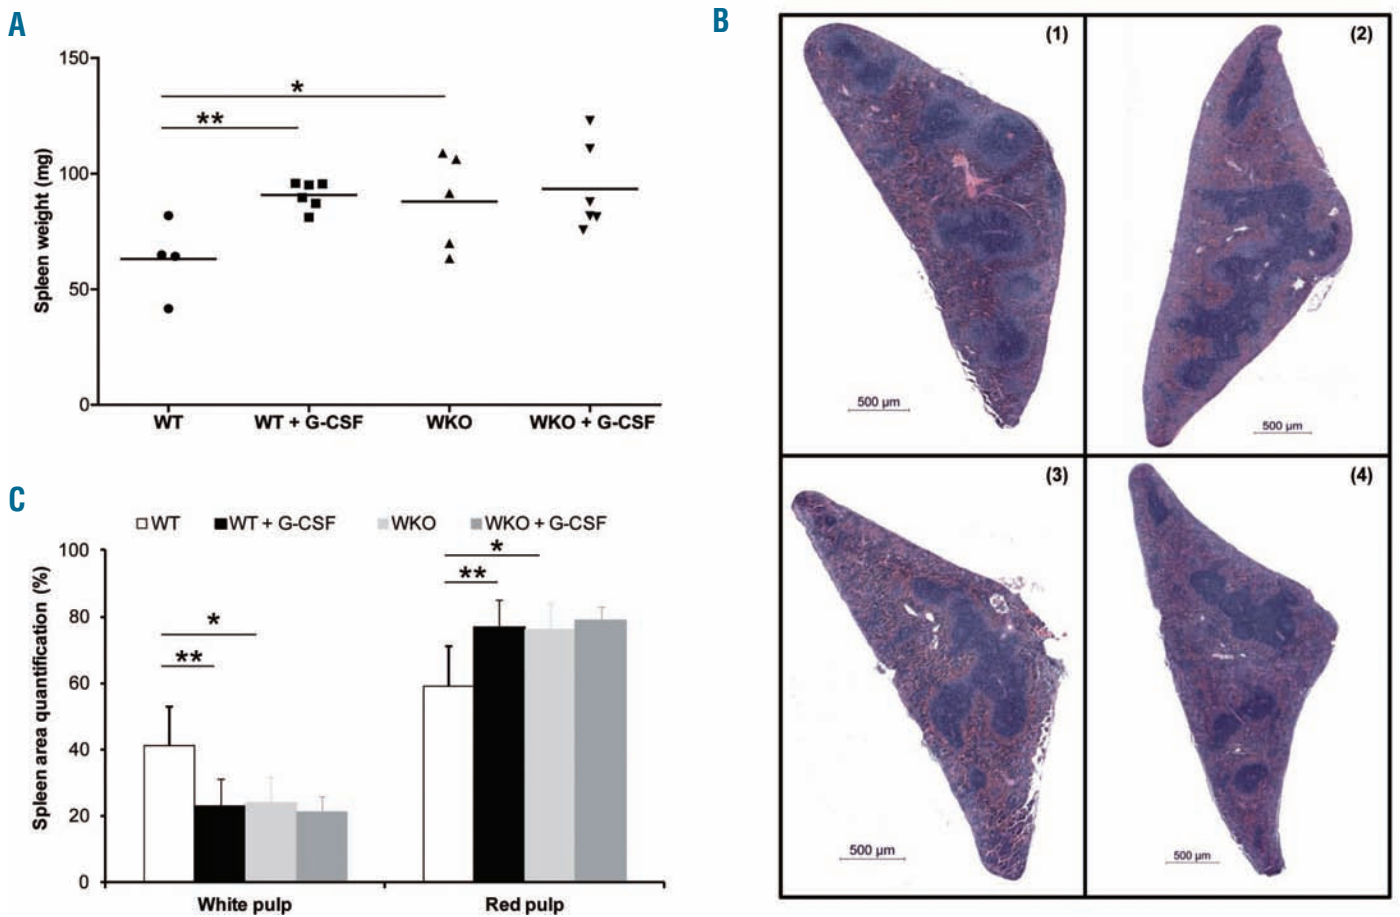 A
Spleen weight (mg)
150
100
50
0
*
**
WT
WT + G-CSF
WKO
WKO + G-CSF
B
(1)
500 µm
(2)
500 µm
(3)
500 µm
(4)
500 µm
C
WT
WT + G-CSF
WKO
WKO + G-CSF
Spleen area quantification (%)
100
80
60
40
20
0
*
**
*
**
White pulp
Red pulp